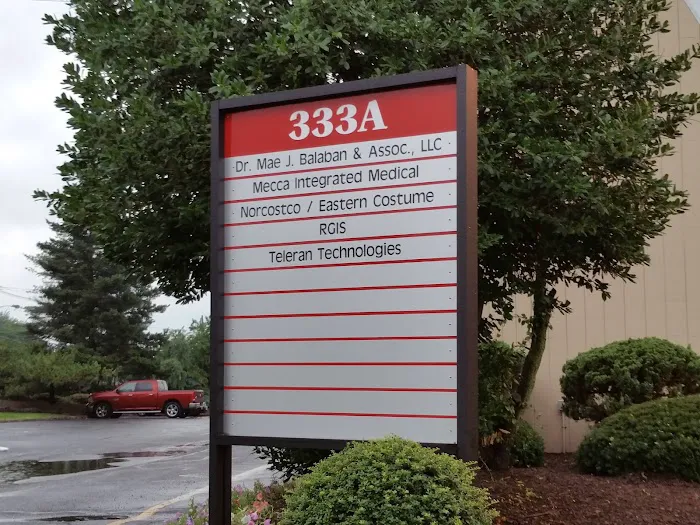 333A
Dr. Mae J. Balaban & Assoc., LLC
Mecca Integrated Medical
Norcostco / Eastern Costume
RGIS
Teleran Technologies